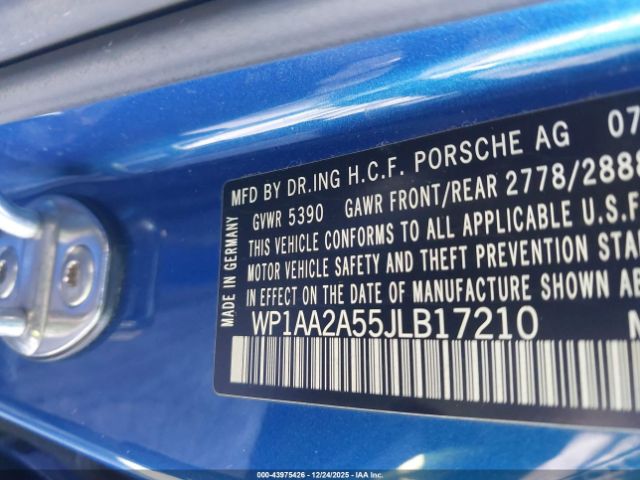 MFD BY DR.ING H.C.F. PORSCHE AG 07
GVWR 5390 GAWR FRONT/REAR 2778/2888
THIS VEHICLE CONFORMS TO ALL APPLICABLE U.S.F
MOTOR VEHICLE SAFETY AND THEFT PREVENTION STA
IN EFFECT ON THE DATE OF MANUFACTURE SHOWN AB
WP1AA2A55JLB17210
MADE IN GERMANY
000-43975426 - 12/24/2025 - IAA Inc.